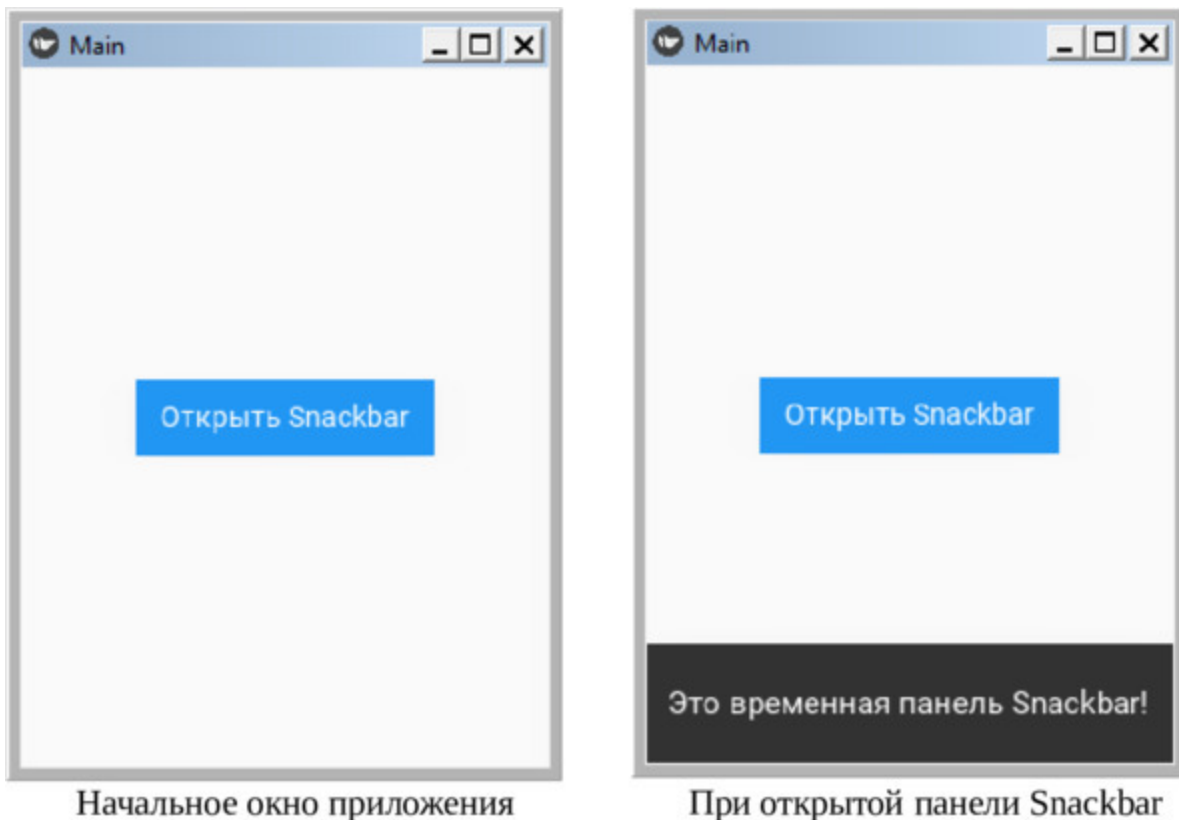 Main
Открыть Snackbar
Начальное окно приложения
Main
Открыть Snackbar
Это временная панель Snackbar!
При открытой панели Snackbar